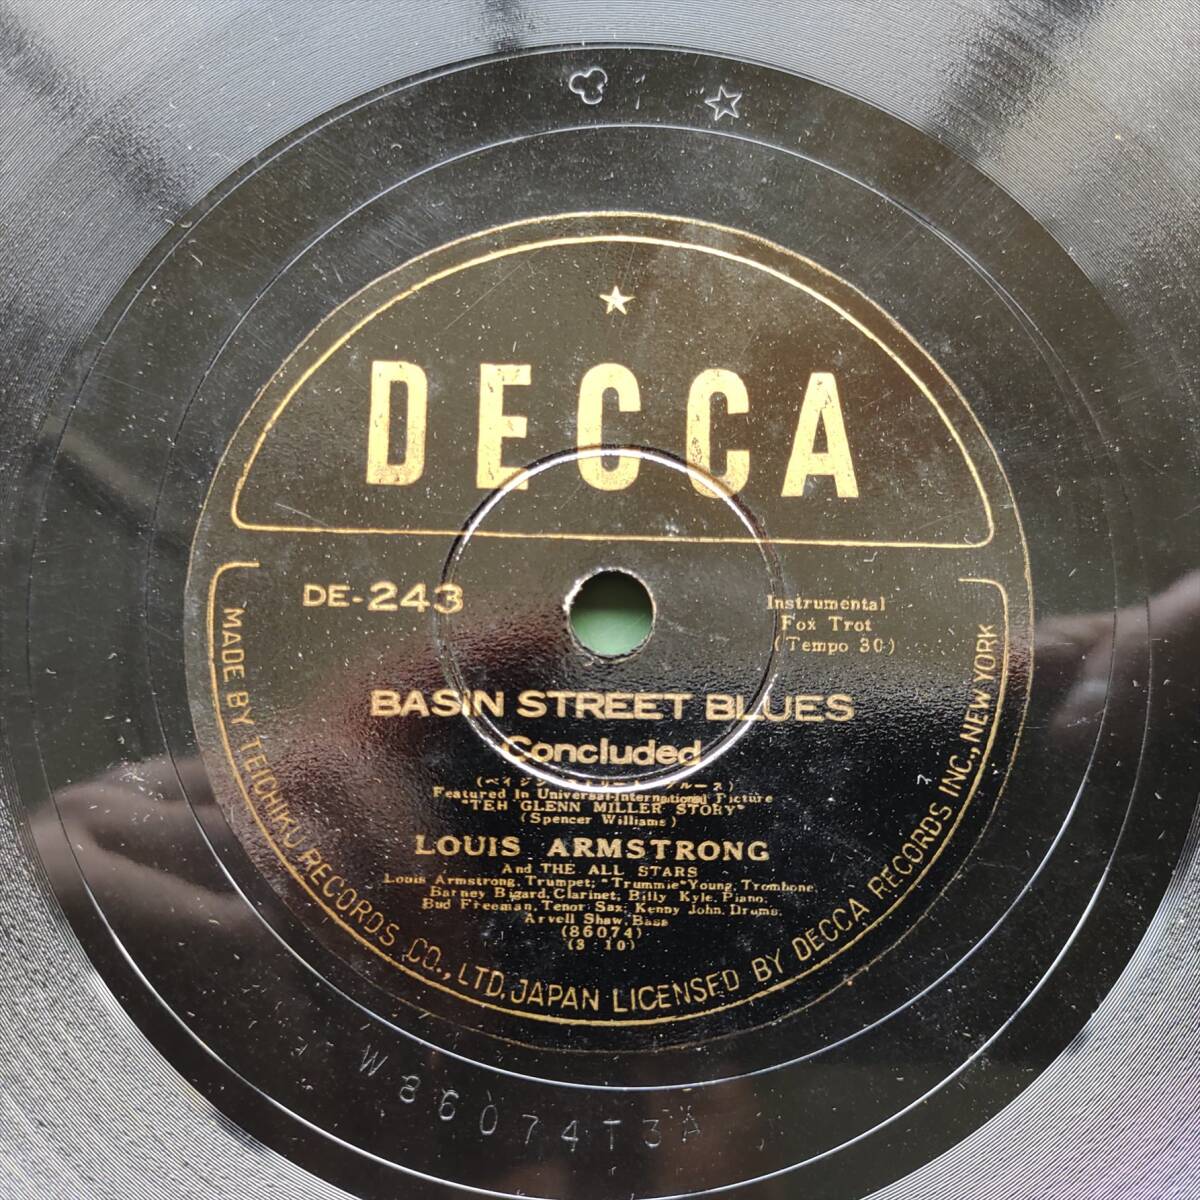 DECCA
DE-243
Instrumental
Fox Trot
(Tempo 30)
BASIN STREET BLUES
Concluded
Featured In Universal-International Picture
"TEH GLENN MILLER STORY"
(Spencer Williams)
LOUIS ARMSTRONG
And THE ALL STARS
Louis Armstrong, Trumpet; "Trummie" Young, Trombone
Barney Bigard, Clarinet; Billy Kyle, Piano;
Bud Freeman, Tenor Sax; Kenny John, Drums;
Arvell Shaw, Bass
(86074)
(3:10)
MADE BY TEICHIKU RECORDS CO., LTD. JAPAN LICENSED BY DECCA RECORDS INC., NEW YORK
W86074T3A